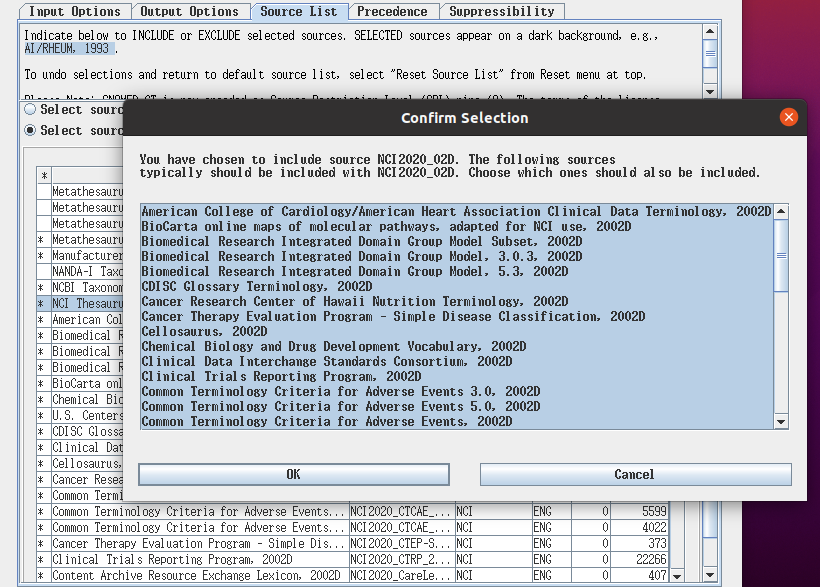 Input Options Output Options Source List Precedence Suppressibility
Indicate below to INCLUDE or EXCLUDE selected sources. SELECTED sources appear on a dark background, e.g.,
AI/RHEUM, 1993 .
To undo selections and return to default source list, select "Reset Source List" from Reset menu at top.
Select sourc
Select sourc
Confirm Selection
You have chosen to include source NCI2020_02D. The following sources
typically should be included with NCI2020_02D. Choose which ones should also be included.
American College of Cardiology/American Heart Association Clinical Data Terminology, 2002D
BioCarta online maps of molecular pathways, adapted for NCI use, 2002D
Biomedical Research Integrated Domain Group Model Subset, 2002D
Biomedical Research Integrated Domain Group Model, 3.0.3, 2002D
Biomedical Research Integrated Domain Group Model, 5.3, 2002D
CDISC Glossary Terminology, 2002D
Cancer Research Center of Hawaii Nutrition Terminology, 2002D
Cancer Therapy Evaluation Program - Simple Disease Classification, 2002D
Cellosaurus, 2002D
Chemical Biology and Drug Development Vocabulary, 2002D
Clinical Data Interchange Standards Consortium, 2002D
Clinical Trials Reporting Program, 2002D
Common Terminology Criteria for Adverse Events 3.0, 2002D
Common Terminology Criteria for Adverse Events 5.0, 2002D
Common Terminology Criteria for Adverse Events, 2002D
OK Cancel
*
Metathesauru
Metathesauru
Metathesauru
* Metathesauru
* Manufacturer
NANDA-I Taxo
* NCBI Taxonom
* NCI Thesauru
* American Col
* Biomedical R
* Biomedical R
* Biomedical R
* BioCarta onl
* Chemical Bio
* U.S. Centers
* CDISC Glossa
* Clinical Dat
* Cellosaurus,
* Cancer Resea
* Common Termi
* Common Terminology Criteria for Adverse Events... NCI2020_CTCAE_... NCI ENG 0 5599
* Common Terminology Criteria for Adverse Events... NCI2020_CTCAE_... NCI ENG 0 4022
* Cancer Therapy Evaluation Program - Simple Dis... NCI2020_CTEP-S... NCI ENG 0 373
* Clinical Trials Reporting Program, 2002D NCI2020_CTRP_2... NCI ENG 0 22266
* Content Archive Resource Exchange Lexicon, 2002D NCI2020_CareLe... NCI ENG 0 407